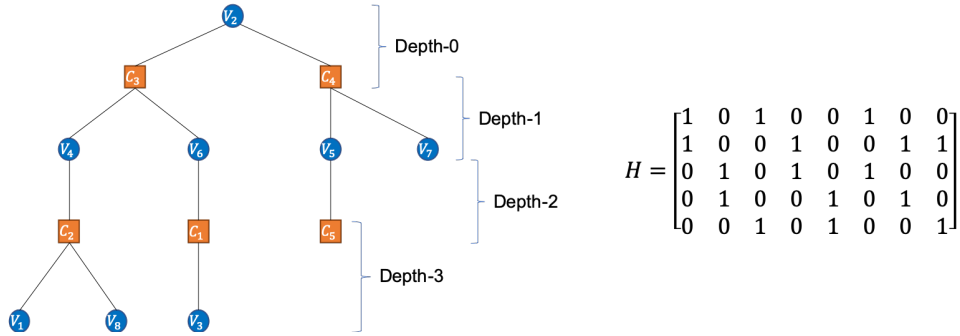 V₂
Depth-0
C₃ C₄
Depth-1
V₄ V₆ V₅ V₇
Depth-2
C₂ C₁ C₅
Depth-3
V₁ V₈ V₃
1 0 1 0 0 1 0 0
1 0 0 1 0 0 1 1
H = 0 1 0 1 0 1 0 0
0 1 0 0 1 0 1 0
0 0 1 0 1 0 0 1